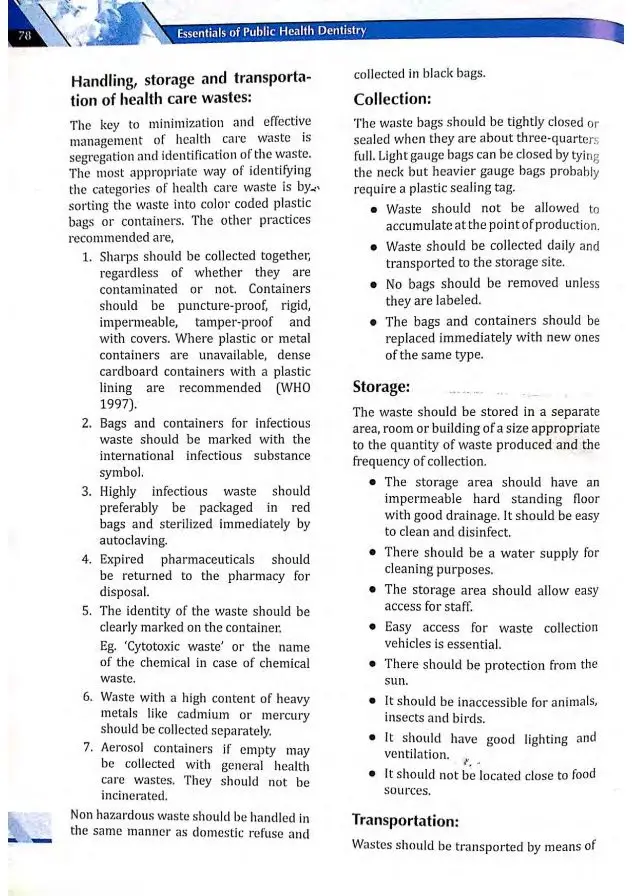 78
Essentials of Public Health Dentistry
Handling, storage and transporta-
tion of health care wastes:
The key to minimization and effective
management of health care waste is
segregation and identification of the waste.
The most appropriate way of identifying
the categories of health care waste is by
sorting the waste into color coded plastic
bags or containers. The other practices
recommended are,
1. Sharps should be collected together,
regardless of whether they are
contaminated or not. Containers
should be puncture-proof, rigid,
impermeable, tamper-proof and
with covers. Where plastic or metal
containers are unavailable, dense
cardboard containers with a plastic
lining are recommended (WHO
1997).
2. Bags and containers for infectious
waste should be marked with the
international infectious substance
symbol.
3. Highly infectious waste should
preferably be packaged in red
bags and sterilized immediately by
autoclaving.
4. Expired pharmaceuticals should
be returned to the pharmacy for
disposal.
5. The identity of the waste should be
clearly marked on the container.
Eg. 'Cytotoxic waste' or the name
of the chemical in case of chemical
waste.
6. Waste with a high content of heavy
metals like cadmium or mercury
should be collected separately.
7. Aerosol containers if empty may
be collected with general health
care wastes. They should not be
incinerated.
Non hazardous waste should be handled in
the same manner as domestic refuse and
collected in black bags.
Collection:
The waste bags should be tightly closed or
sealed when they are about three-quarters
full. Light gauge bags can be closed by tying
the neck but heavier gauge bags probably
require a plastic sealing tag.
• Waste should not be allowed to
accumulate at the point of production.
• Waste should be collected daily and
transported to the storage site.
• No bags should be removed unless
they are labeled.
• The bags and containers should be
replaced immediately with new ones
of the same type.
Storage:
The waste should be stored in a separate
area, room or building of a size appropriate
to the quantity of waste produced and the
frequency of collection.
• The storage area should have an
impermeable hard standing floor
with good drainage. It should be easy
to clean and disinfect.
• There should be a water supply for
cleaning purposes.
• The storage area should allow easy
access for staff.
• Easy access for waste collection
vehicles is essential.
• There should be protection from the
sun.
• It should be inaccessible for animals,
insects and birds.
• It should have good lighting and
ventilation.
• It should not be located close to food
sources.
Transportation:
Wastes should be transported by means of